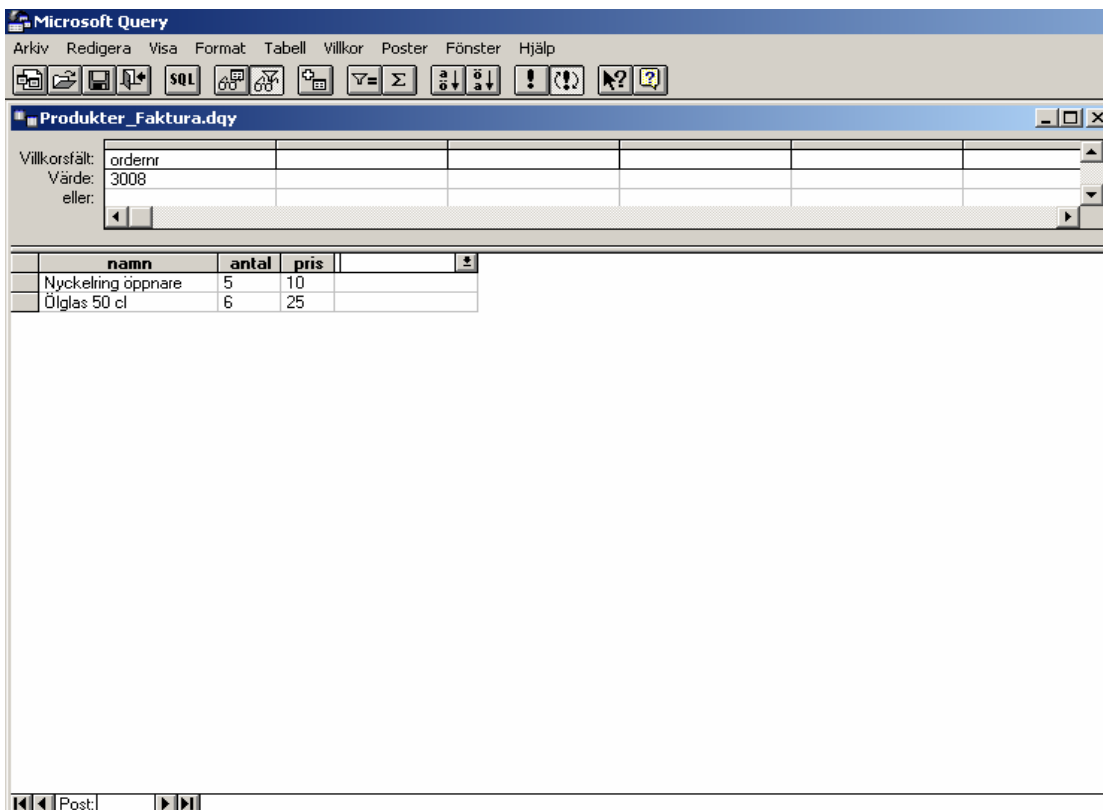 Microsoft Query
Arkiv Redigera Visa Format Tabell Villkor Poster Fönster Hjälp
SQL
Produkter_Faktura.dqy
Villkorsfält: ordernr
Värde: 3008
eller:
namn antal pris
Nyckelring öppnare 5 10
Ölglas 50 cl 6 25
Post: